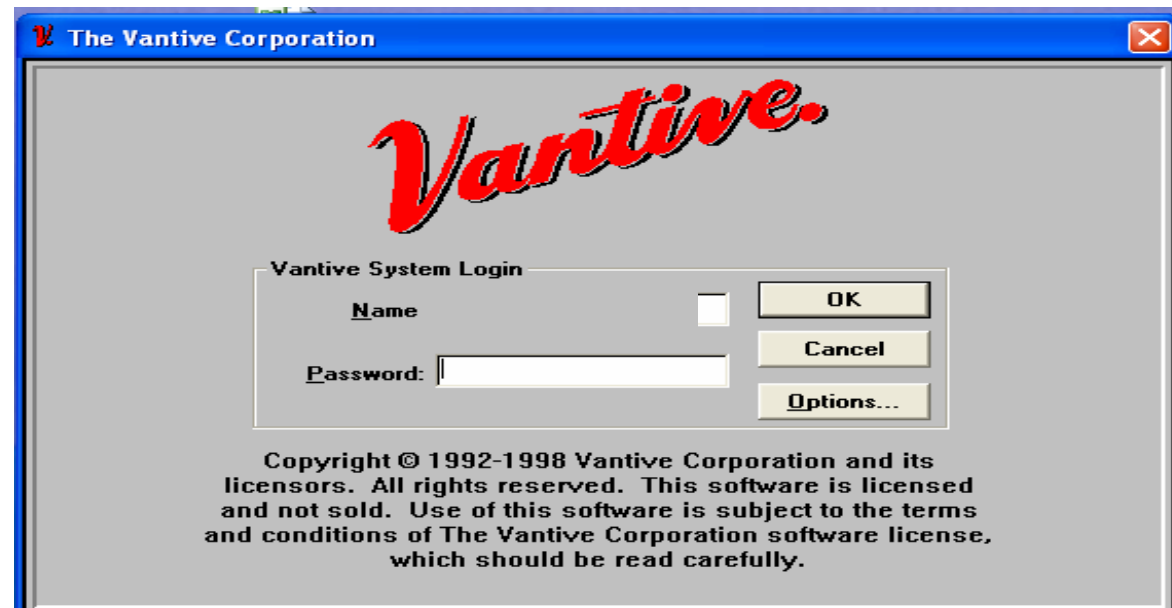 The Vantive Corporation
Vantive.
Vantive System Login
Name
OK
Cancel
Password:
Options...
Copyright © 1992-1998 Vantive Corporation and its
licensors. All rights reserved. This software is licensed
and not sold. Use of this software is subject to the terms
and conditions of The Vantive Corporation software license,
which should be read carefully.